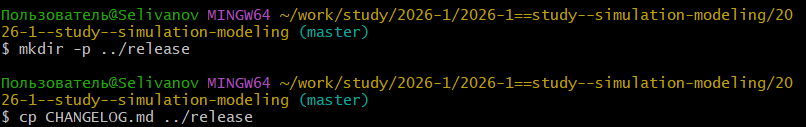 Пользователь@Selivanov MINGW64 ~/work/study/2026-1/2026-1==study--simulation-modeling/20
26-1--study--simulation-modeling (master)
$ mkdir -p ../release
Пользователь@Selivanov MINGW64 ~/work/study/2026-1/2026-1==study--simulation-modeling/20
26-1--study--simulation-modeling (master)
$ cp CHANGELOG.md ../release